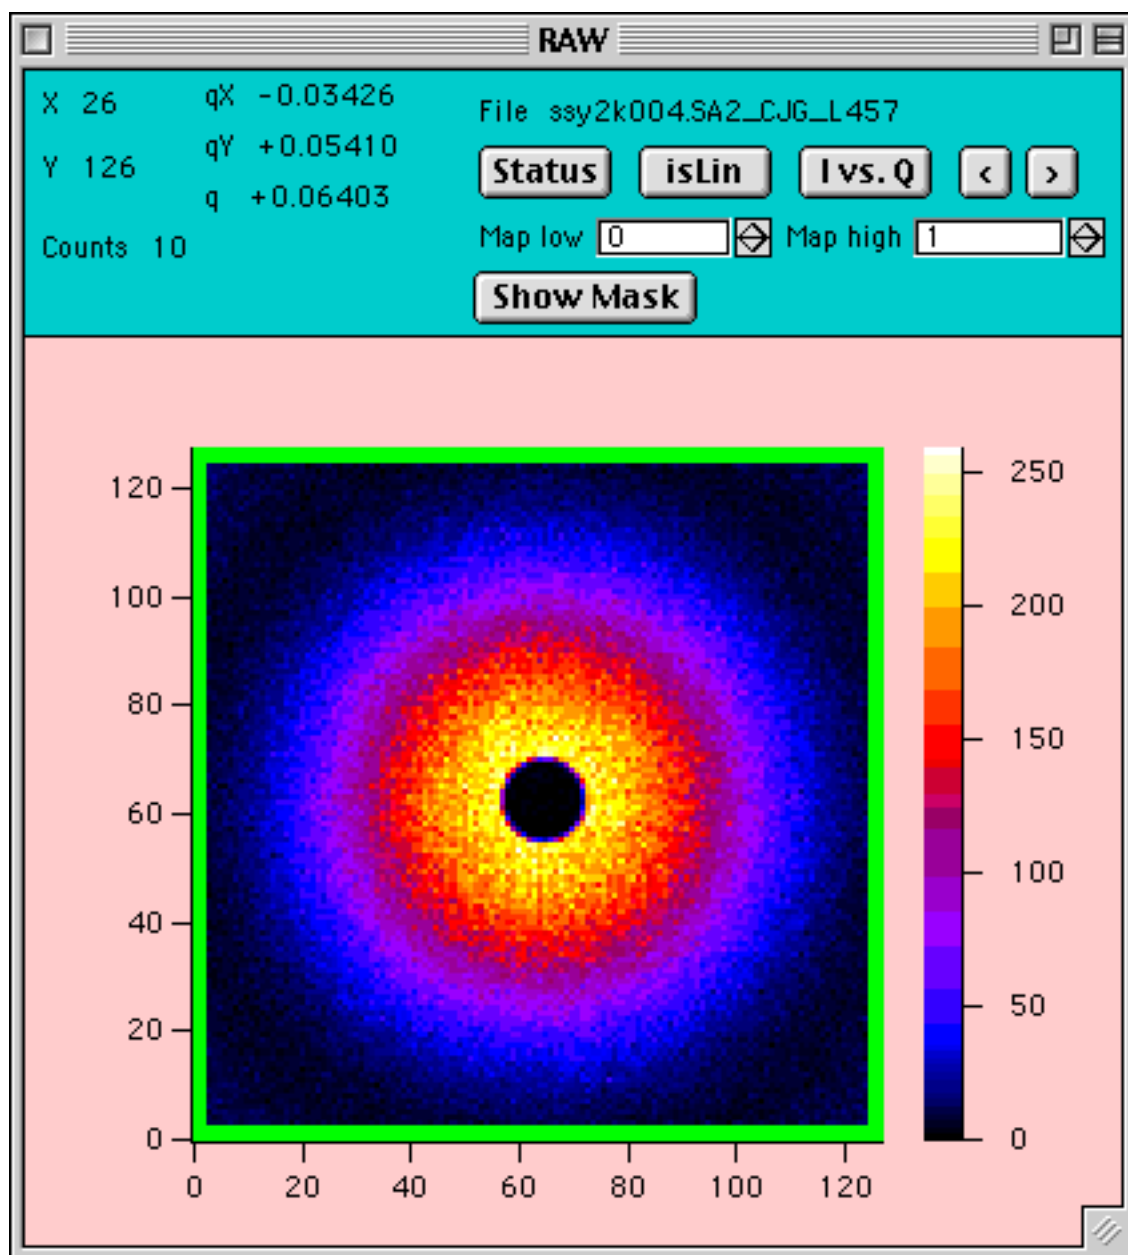 RAW
X 26 qX -0.03426 File ssy2k004.SA2_CJG_L457
Y 126 qY +0.05410 Status isLin I vs. Q < >
q +0.06403
Counts 10 Map low 0 Map high 1
Show Mask
120
100
80
60
40
20
0
0 20 40 60 80 100 120
250
200
150
100
50
0